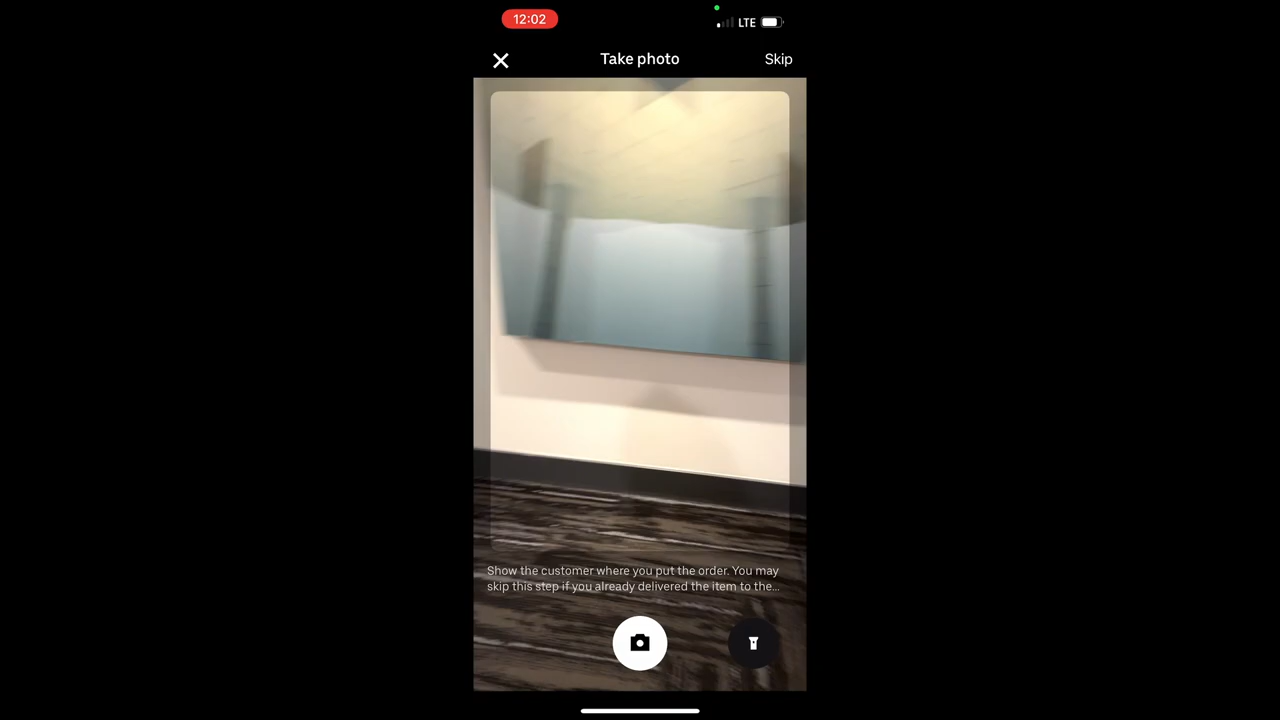 12:02
LTE
Take photo
Skip
Show the customer where you put the order. You may
skip this step if you already delivered the item to the...